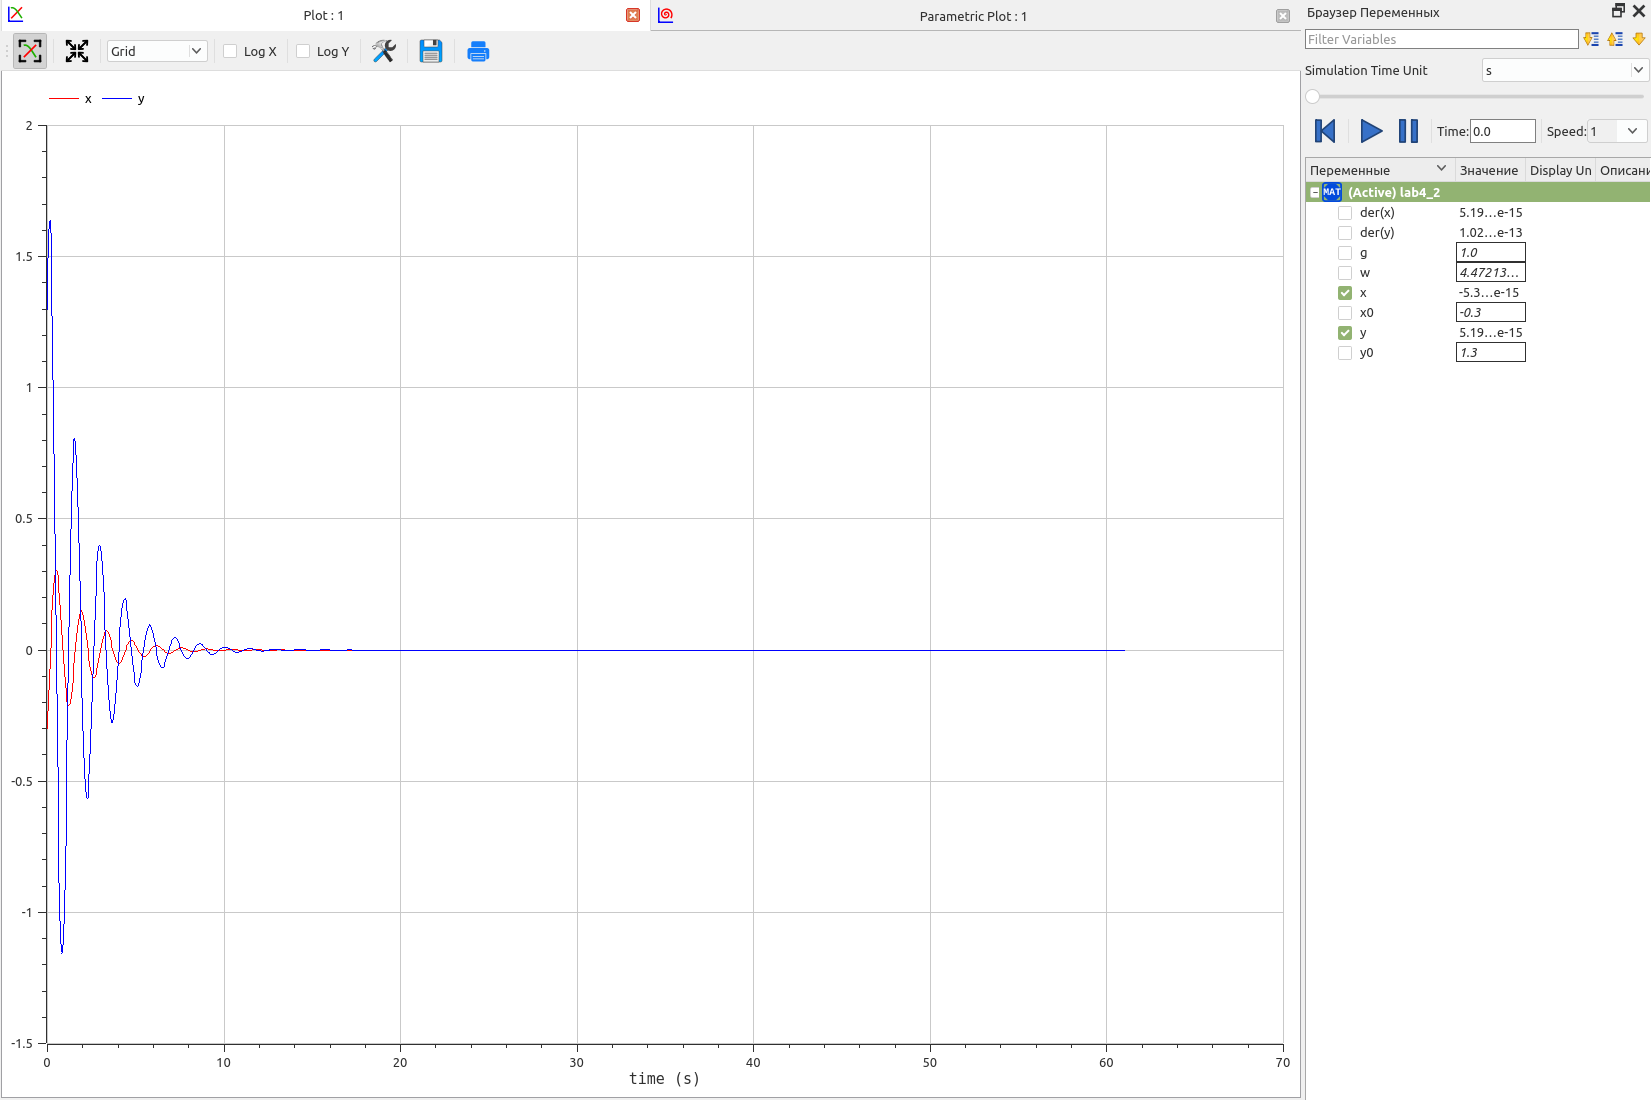 Plot : 1
Parametric Plot : 1
Браузер Переменных
Grid
Log X
Log Y
Filter Variables
Simulation Time Unit
s
Time:
0.0
Speed:
1
x
y
Переменные
Значение
Display Un
Описани
MAT
(Active) lab4_2
der(x)
5.19...e-15
der(y)
1.02...e-13
g
1.0
w
4.47213...
x
-5.3...e-15
x0
-0.3
y
5.19...e-15
y0
1.3
2
1.5
1
0.5
0
-0.5
-1
-1.5
0
10
20
30
40
50
60
70
time (s)